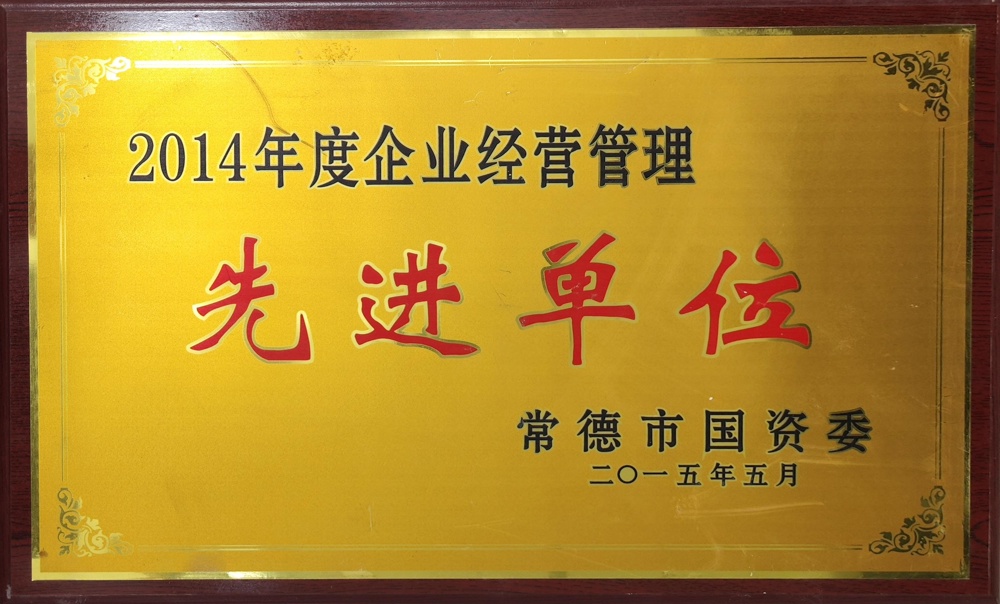 2014年度企业经营管理
先进单位
常德市国资委
二〇一五年五月